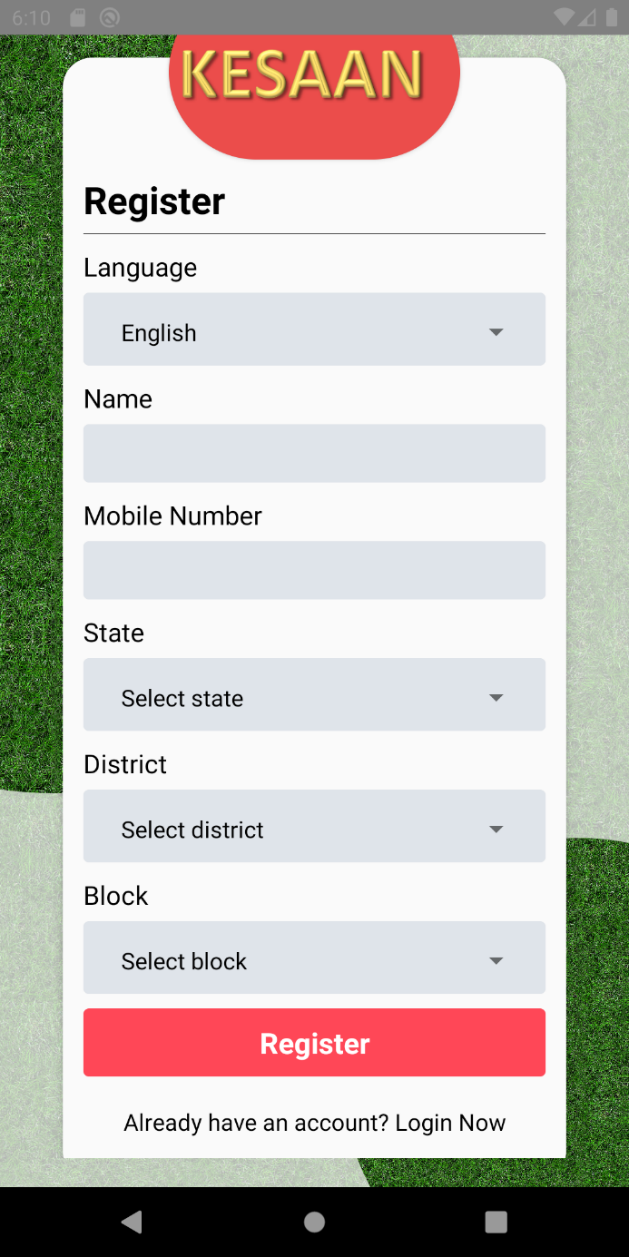 6:10
KESAAN
Register
Language
English
Name
Mobile Number
State
Select state
District
Select district
Block
Select block
Register
Already have an account? Login Now